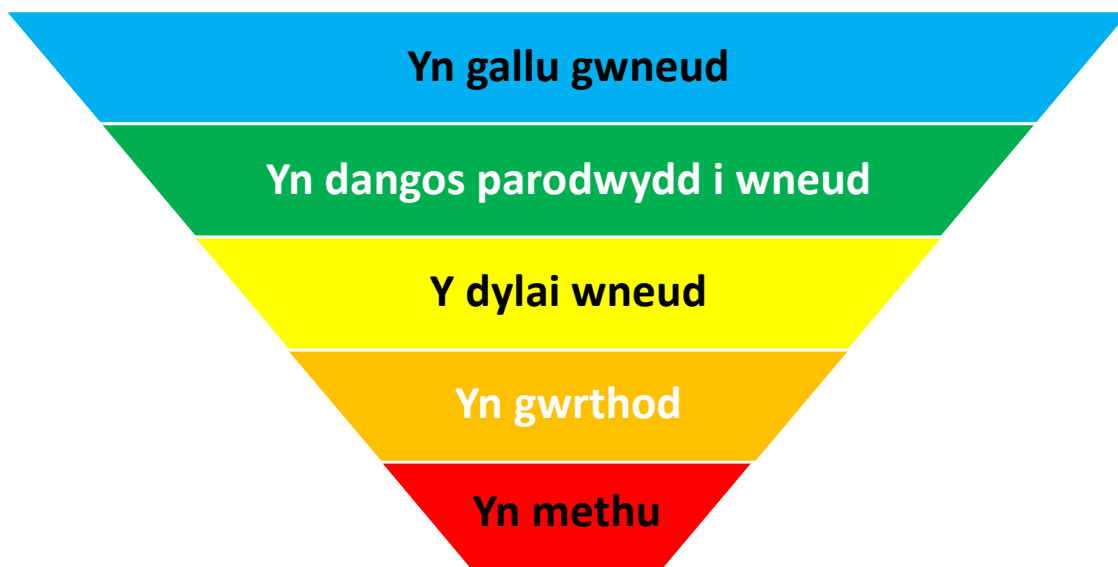 Yn gallu gwneud
Yn dangos parodwydd i wneud
Y dylai wneud
Yn gwrthod
Yn methu